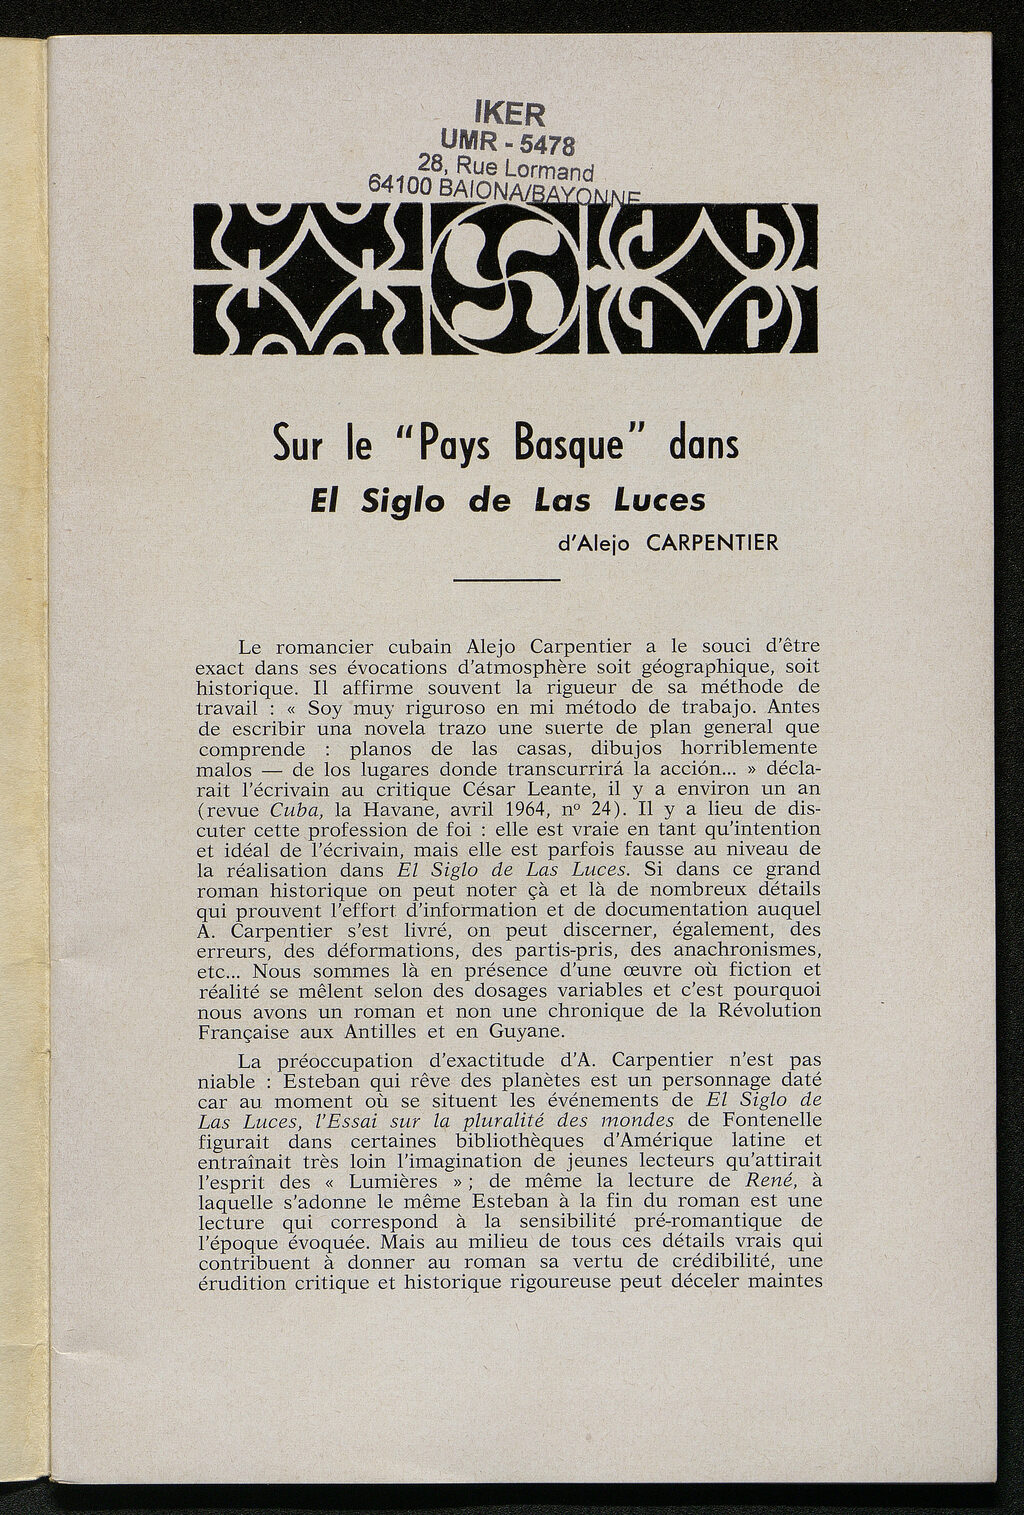 IKER
UMR - 5478
28, Rue Lormand
64100 BAIONA/BAYONNE
Sur le "Pays Basque" dans
El Siglo de Las Luces
d'Alejo CARPENTIER
Le romancier cubain Alejo Carpentier a le souci d'être
exact dans ses évocations d'atmosphère soit géographique, soit
historique. Il affirme souvent la rigueur de sa méthode de
travail : « Soy muy riguroso en mi método de trabajo. Antes
de escribir una novela trazo une suerte de plan general que
comprende : planos de las casas, dibujos horriblemente
malos — de los lugares donde transcurrirá la acción... » décla-
rait l'écrivain au critique César Leante, il y a environ un an
(revue Cuba, la Havane, avril 1964, nº 24). Il y a lieu de dis-
cuter cette profession de foi : elle est vraie en tant qu'intention
et idéal de l'écrivain, mais elle est parfois fausse au niveau de
la réalisation dans El Siglo de Las Luces. Si dans ce grand
roman historique on peut noter çà et là de nombreux détails
qui prouvent l'effort d'information et de documentation auquel
A. Carpentier s'est livré, on peut discerner, également, des
erreurs, des déformations, des partis-pris, des anachronismes,
etc... Nous sommes là en présence d'une œuvre où fiction et
réalité se mêlent selon des dosages variables et c'est pourquoi
nous avons un roman et non une chronique de la Révolution
Française aux Antilles et en Guyane.
La préoccupation d'exactitude d'A. Carpentier n'est pas
niable : Esteban qui rêve des planètes est un personnage daté
car au moment où se situent les événements de El Siglo de
Las Luces, l'Essai sur la pluralité des mondes de Fontenelle
figurait dans certaines bibliothèques d'Amérique latine et
entraînait très loin l'imagination de jeunes lecteurs qu'attirait
l'esprit des « Lumières » ; de même la lecture de René, à
laquelle s'adonne le même Esteban à la fin du roman est une
lecture qui correspond à la sensibilité pré-romantique de
l'époque évoquée. Mais au milieu de tous ces détails vrais qui
contribuent à donner au roman sa vertu de crédibilité, une
érudition critique et historique rigoureuse peut déceler maintes